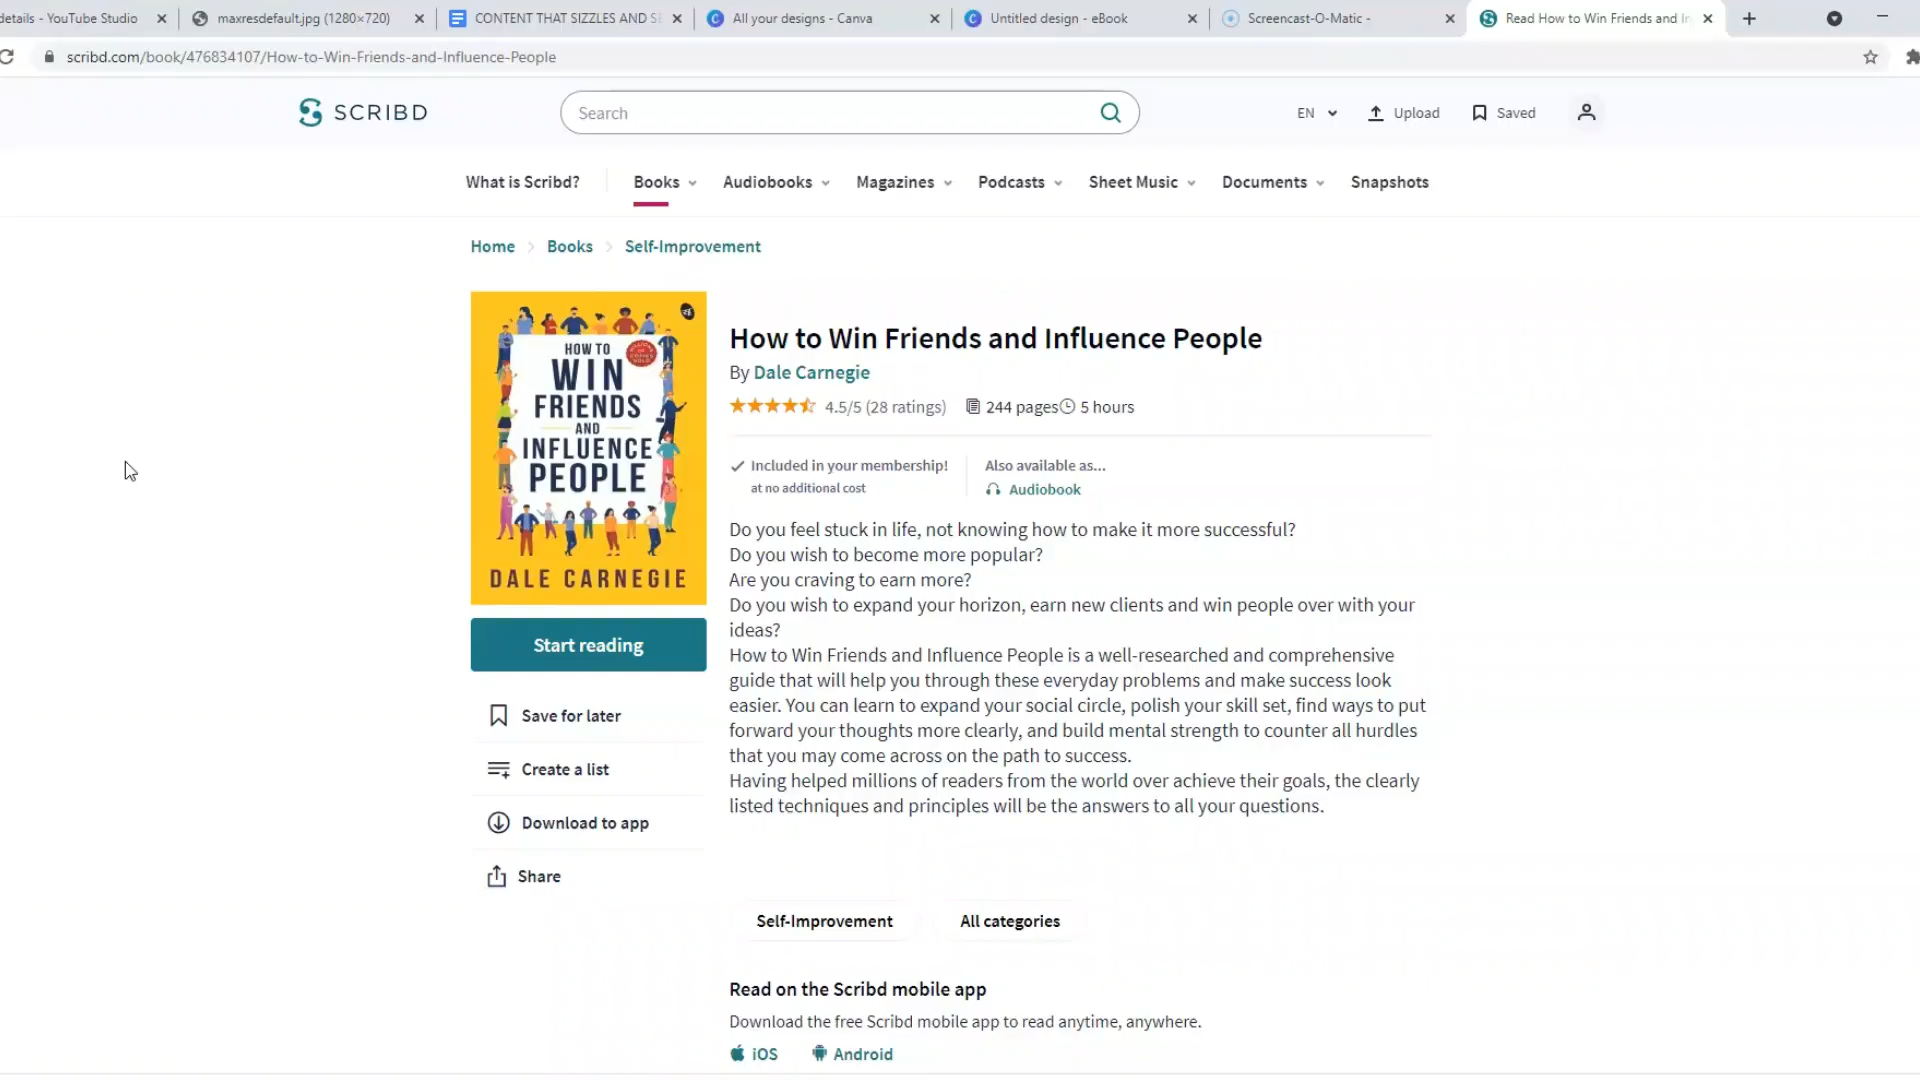 details - YouTube Studio
maxresdefault.jpg (1280×720)
CONTENT THAT SIZZLES AND SE
All your designs - Canva
Untitled design - eBook
Screencast-O-Matic -
Read How to Win Friends and In
scribd.com/book/476834107/How-to-Win-Friends-and-Influence-People
SCRIBD
Search
EN
Upload
Saved
What is Scribd?
Books
Audiobooks
Magazines
Podcasts
Sheet Music
Documents
Snapshots
Home
Books
Self-Improvement
HOW TO
WIN
FRIENDS
AND
INFLUENCE
PEOPLE
DALE CARNEGIE
How to Win Friends and Influence People
By Dale Carnegie
4.5/5 (28 ratings)
244 pages
5 hours
Included in your membership!
at no additional cost
Also available as...
Audiobook
Do you feel stuck in life, not knowing how to make it more successful?
Do you wish to become more popular?
Are you craving to earn more?
Do you wish to expand your horizon, earn new clients and win people over with your
ideas?
How to Win Friends and Influence People is a well-researched and comprehensive
guide that will help you through these everyday problems and make success look
easier. You can learn to expand your social circle, polish your skill set, find ways to put
forward your thoughts more clearly, and build mental strength to counter all hurdles
that you may come across on the path to success.
Having helped millions of readers from the world over achieve their goals, the clearly
listed techniques and principles will be the answers to all your questions.
Start reading
Save for later
Create a list
Download to app
Share
Self-Improvement
All categories
Read on the Scribd mobile app
Download the free Scribd mobile app to read anytime, anywhere.
iOS
Android